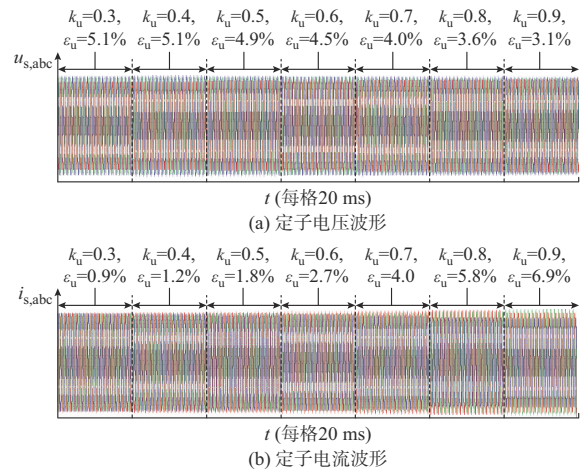 k_u=0.3, k_u=0.4, k_u=0.5, k_u=0.6, k_u=0.7, k_u=0.8, k_u=0.9,
ε_u=5.1% ε_u=5.1% ε_u=4.9% ε_u=4.5% ε_u=4.0% ε_u=3.6% ε_u=3.1%
u_s,abc
t (每格20 ms)
(a) 定子电压波形
k_u=0.3, k_u=0.4, k_u=0.5, k_u=0.6, k_u=0.7, k_u=0.8, k_u=0.9,
ε_u=0.9% ε_u=1.2% ε_u=1.8% ε_u=2.7% ε_u=4.0 ε_u=5.8% ε_u=6.9%
i_s,abc
t (每格20 ms)
(b) 定子电流波形